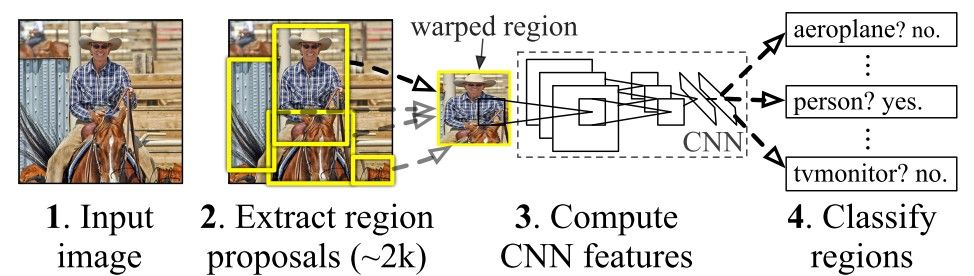 warped region
aeroplane? no.
person? yes.
CNN
tvmonitor? no.
1. Input
image
2. Extract region
proposals (~2k)
3. Compute
CNN features
4. Classify
regions